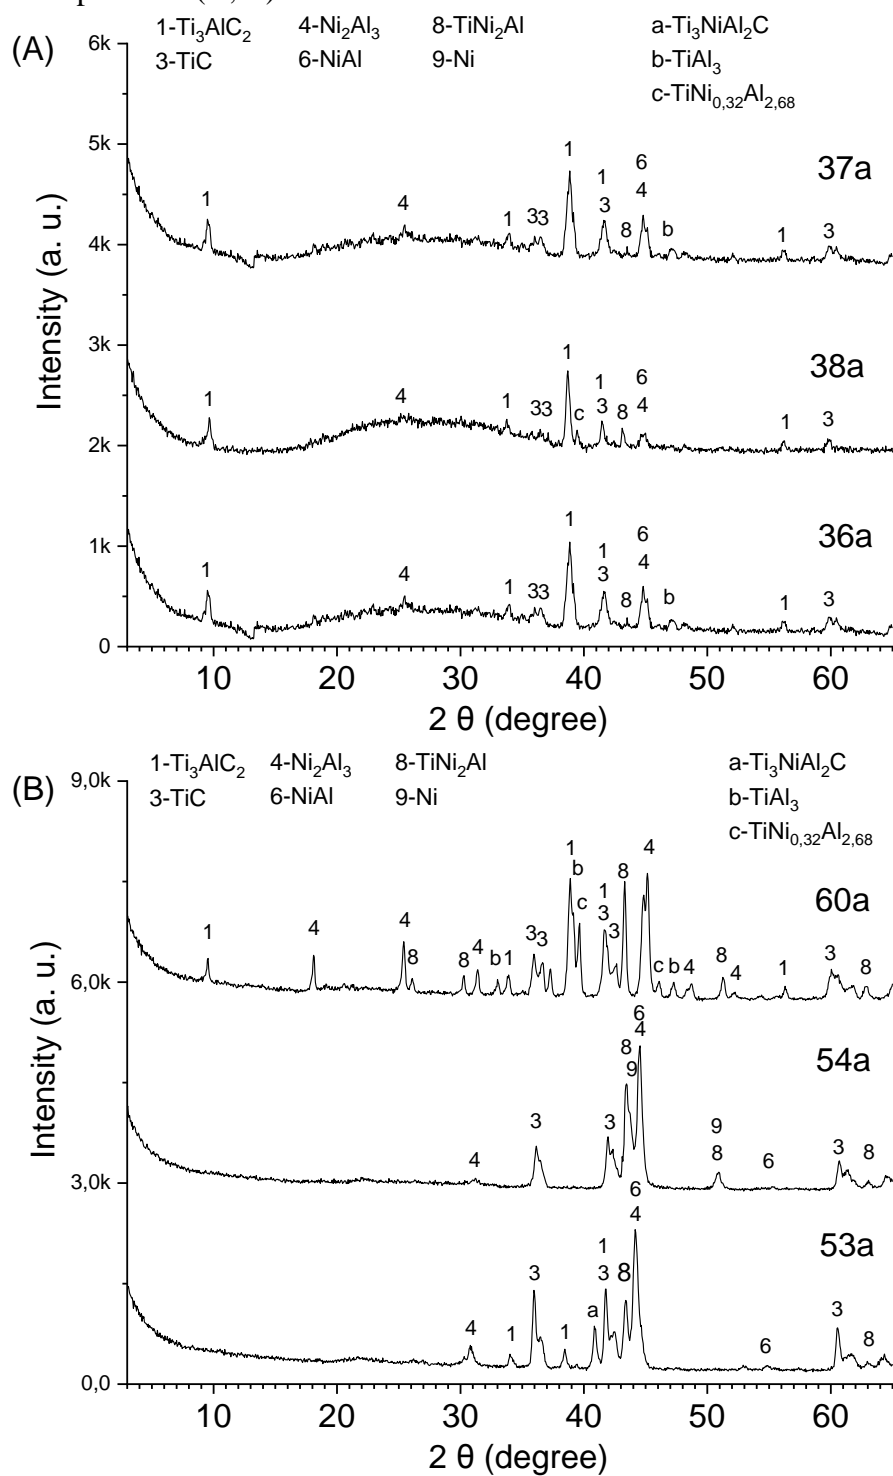 (A)
1-Ti₃AlC₂ 4-Ni₂Al₃ 8-TiNi₂Al a-Ti₃NiAl₂C
3-TiC 6-NiAl 9-Ni b-TiAl₃
c-TiNi₀,₃₂Al₂,₆₈
6k
5k
4k
3k
2k
1k
0
Intensity (a. u.)
37a
1 4 1 3 3 1 1 3 8 6 4 b 1 3
38a
1 4 1 3 3 1 c 1 3 8 6 4 1 3
36a
1 4 1 3 3 1 1 3 8 6 4 b 1 3
10 20 30 40 50 60
2 θ (degree)
(B)
1-Ti₃AlC₂ 4-Ni₂Al₃ 8-TiNi₂Al a-Ti₃NiAl₂C
3-TiC 6-NiAl 9-Ni b-TiAl₃
c-TiNi₀,₃₂Al₂,₆₈
9,0k
6,0k
3,0k
0,0
Intensity (a. u.)
60a
1 4 4 8 8 4 b 1 3 3 1 b c 1 3 3 8 4 c b 4 8 4 1 3 8
54a
4 3 3 8 9 6 4 9 8 6 3 8
53a
4 1 3 1 a 1 3 8 6 4 6 3 8
10 20 30 40 50 60
2 θ (degree)